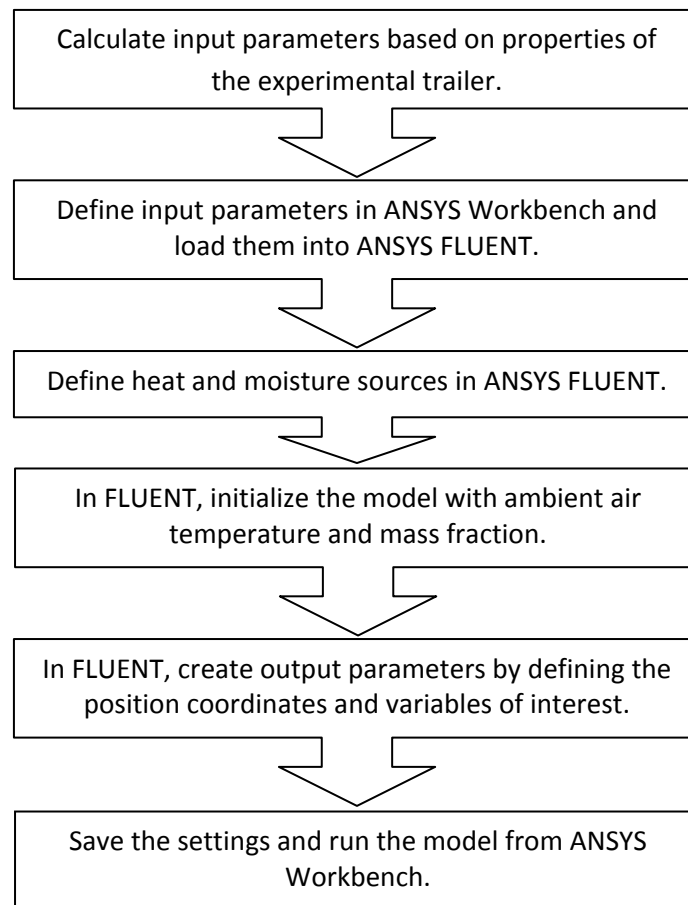 Calculate input parameters based on properties of
the experimental trailer.
Define input parameters in ANSYS Workbench and
load them into ANSYS FLUENT.
Define heat and moisture sources in ANSYS FLUENT.
In FLUENT, initialize the model with ambient air
temperature and mass fraction.
In FLUENT, create output parameters by defining the
position coordinates and variables of interest.
Save the settings and run the model from ANSYS
Workbench.